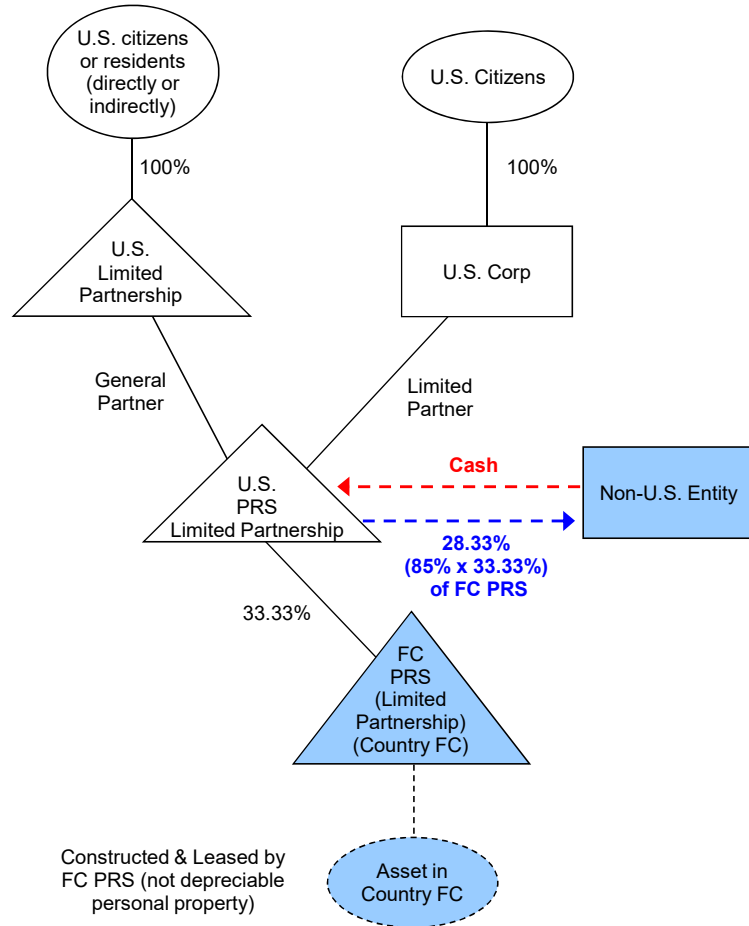 U.S. citizens
or residents
(directly or
indirectly)
U.S. Citizens
100%
100%
U.S.
Limited
Partnership
U.S. Corp
General
Partner
Limited
Partner
U.S.
PRS
Limited Partnership
Cash
Non-U.S. Entity
28.33%
(85% x 33.33%)
of FC PRS
33.33%
FC
PRS
(Limited
Partnership)
(Country FC)
Constructed & Leased by
FC PRS (not depreciable
personal property)
Asset in
Country FC